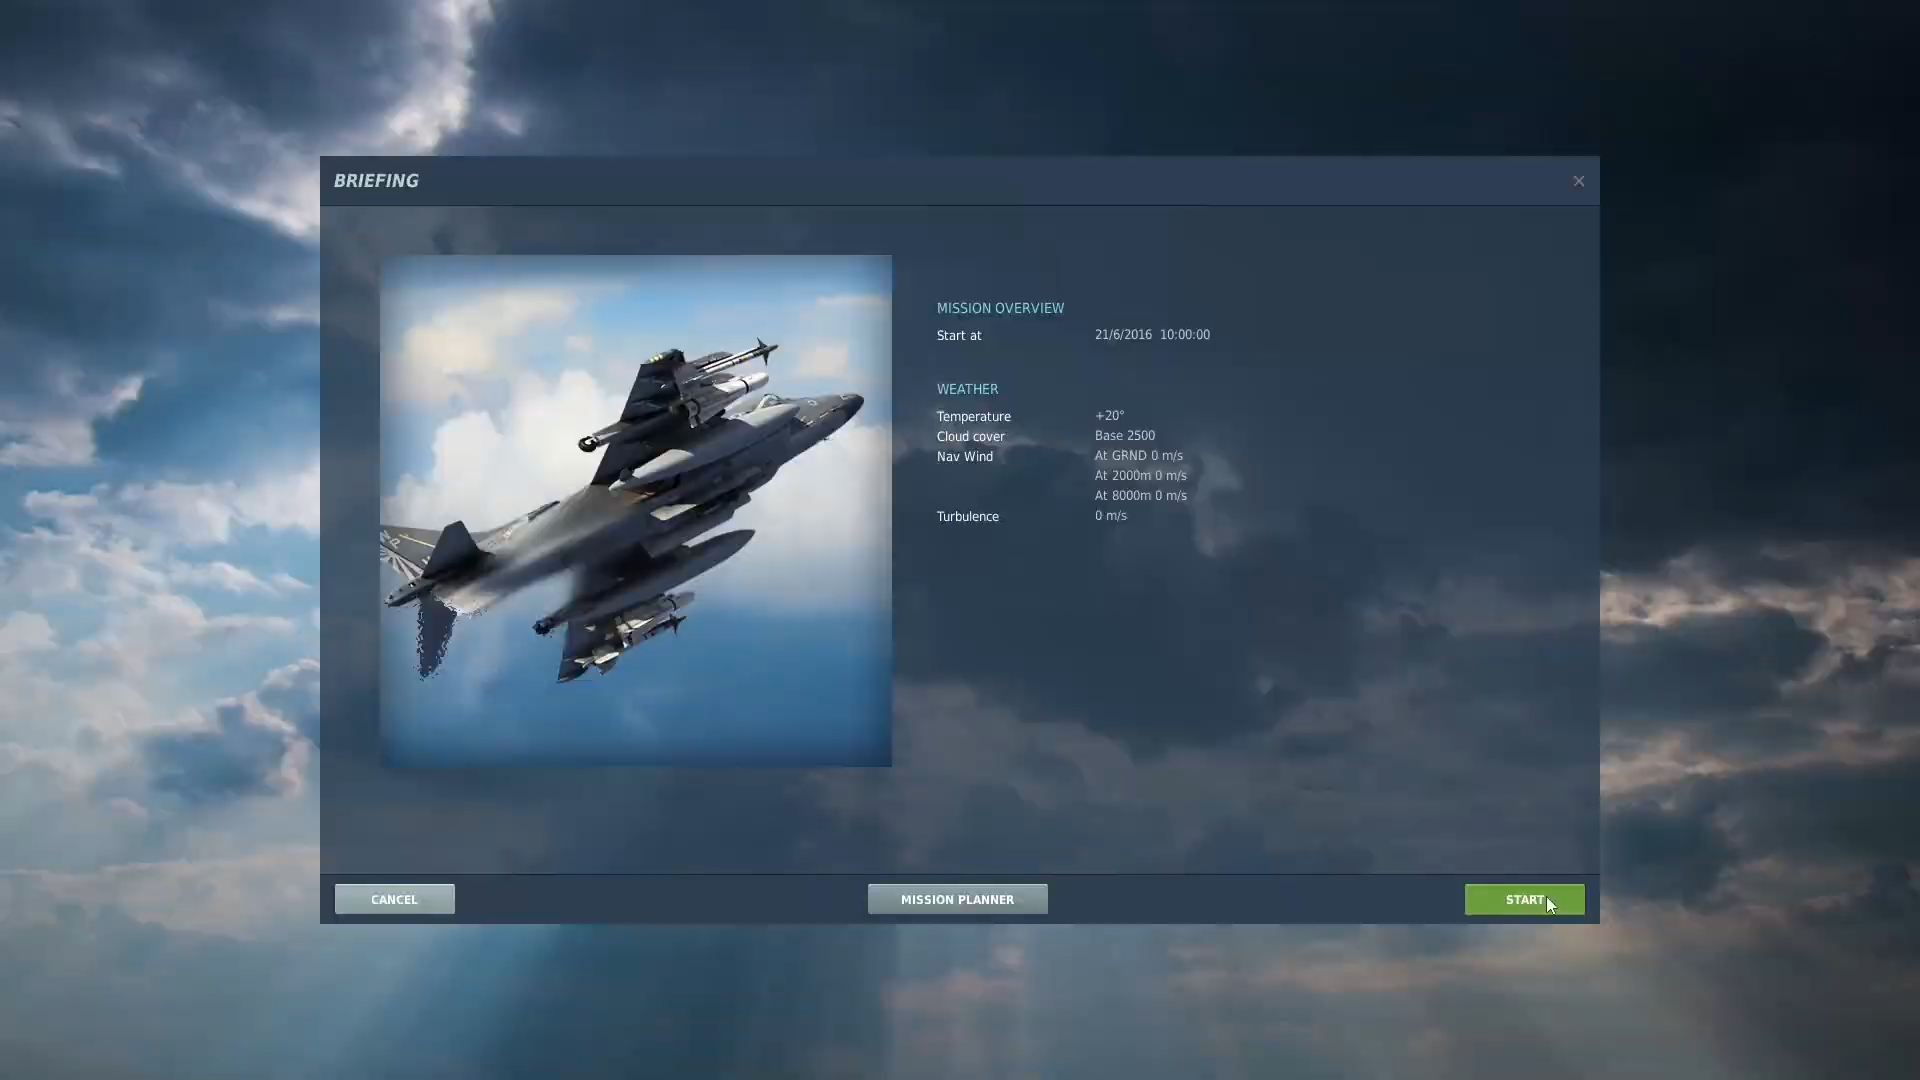 BRIEFING
MISSION OVERVIEW
Start at 21/6/2016 10:00:00
WEATHER
Temperature +20°
Cloud cover Base 2500
Nav Wind At GRND 0 m/s
At 2000m 0 m/s
At 8000m 0 m/s
Turbulence 0 m/s
CANCEL MISSION PLANNER START